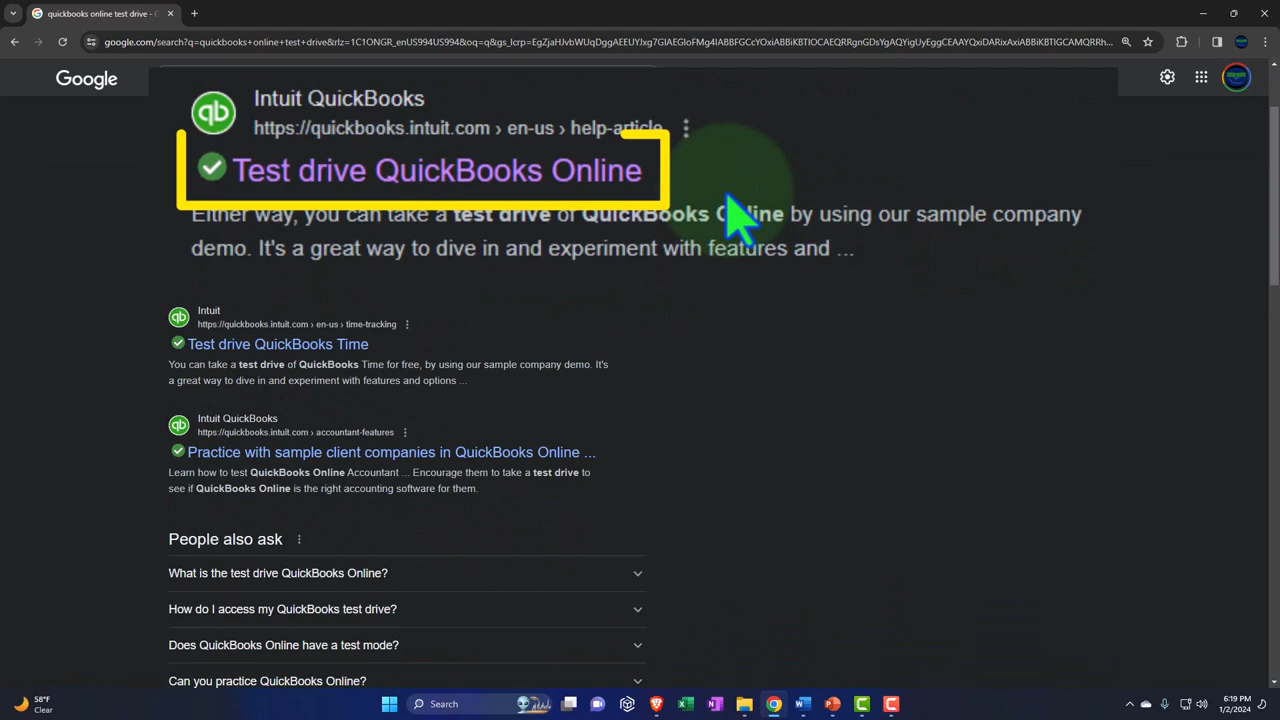 quickbooks online test drive - G
google.com/search?q=quickbooks+online+test+drive&rlz=1C1ONGR_enUS994US994&oq=q&gs_lcrp=
Google
Intuit QuickBooks
https://quickbooks.intuit.com › en-us › help-article
Test drive QuickBooks Online
Either way, you can take a test drive of QuickBooks Online by using our sample company
demo. It's a great way to dive in and experiment with features and ...
Intuit
https://quickbooks.intuit.com › en-us › time-tracking
Test drive QuickBooks Time
You can take a test drive of QuickBooks Time for free, by using our sample company demo. It's
a great way to dive in and experiment with features and options ...
Intuit QuickBooks
https://quickbooks.intuit.com › accountant-features
Practice with sample client companies in QuickBooks Online ...
Learn how to test QuickBooks Online Accountant ... Encourage them to take a test drive to
see if QuickBooks Online is the right accounting software for them.
People also ask
What is the test drive QuickBooks Online?
How do I access my QuickBooks test drive?
Does QuickBooks Online have a test mode?
Can you practice QuickBooks Online?
58°F
Clear
Search
6:19 PM
1/2/2024